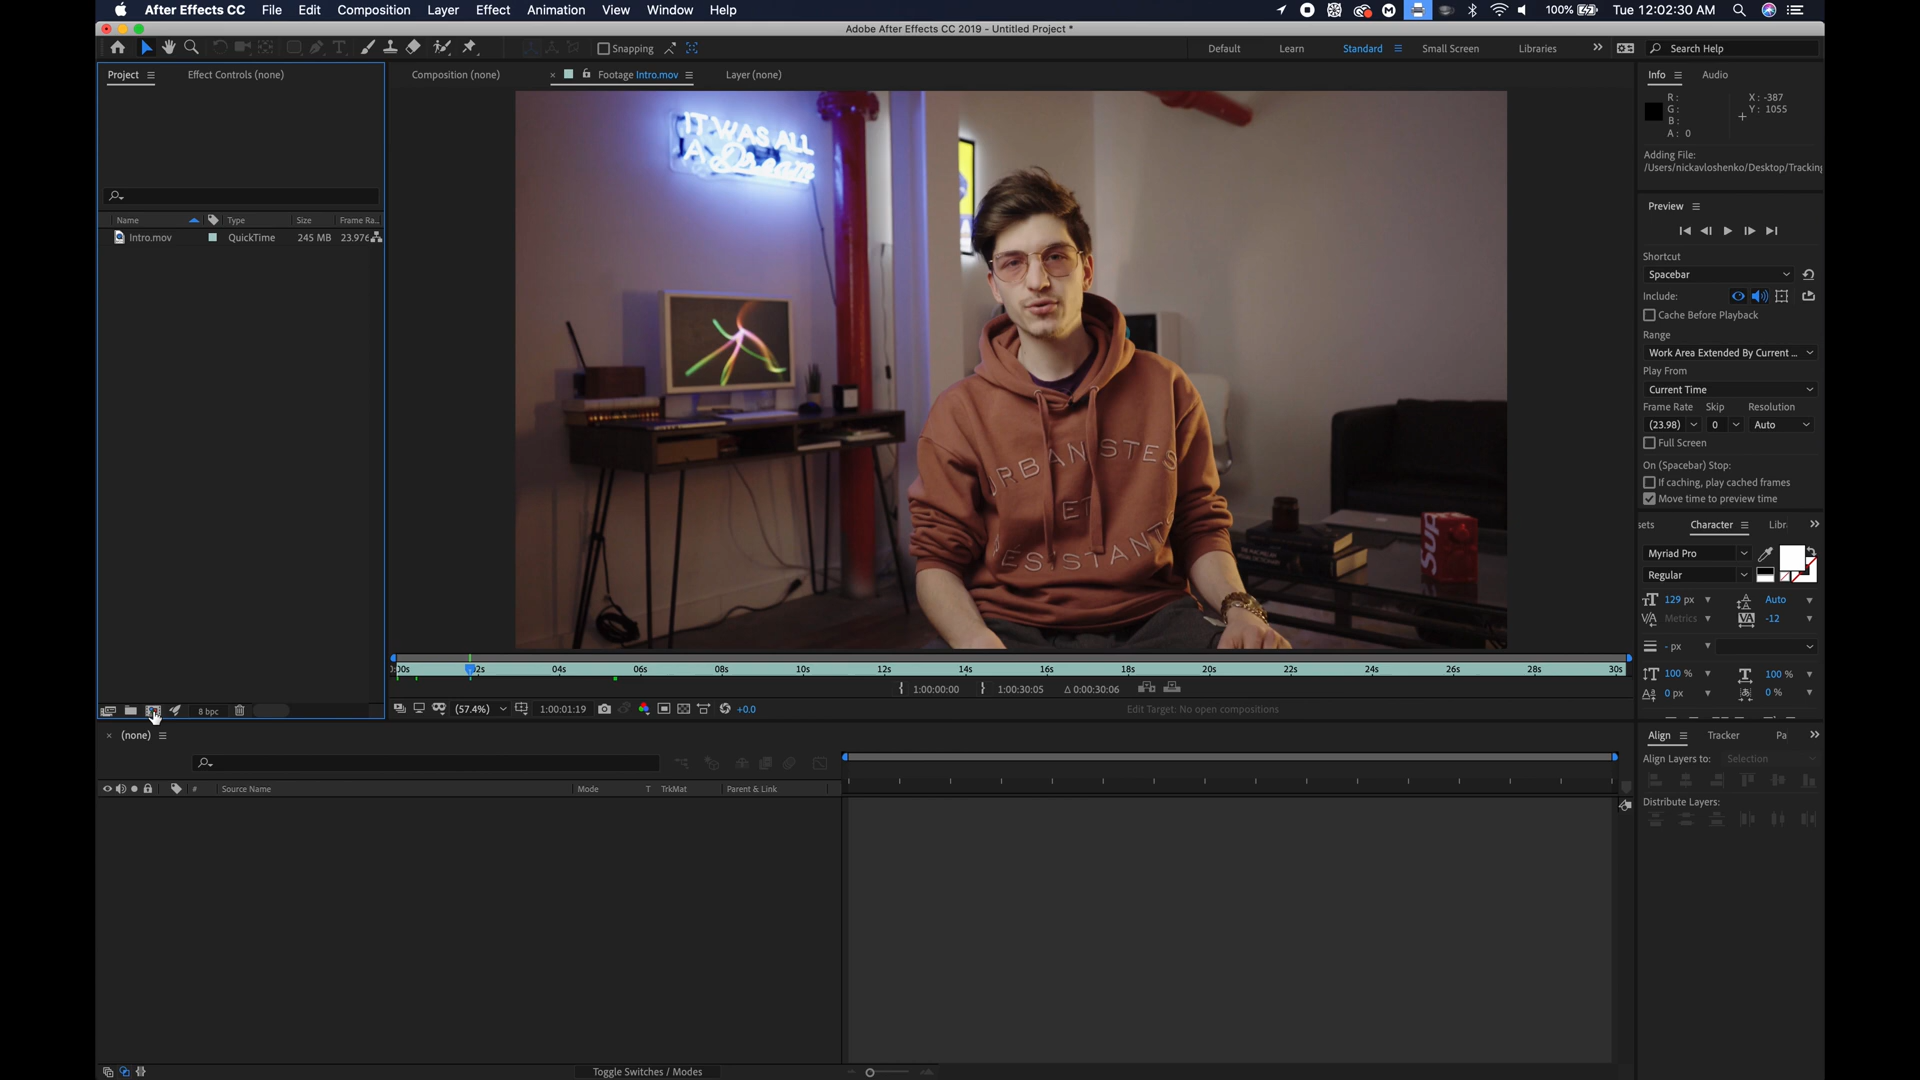 After Effects CC File Edit Composition Layer Effect Animation View Window Help
100% Tue 12:02:30 AM
Adobe After Effects CC 2019 - Untitled Project *
Snapping
Default Learn Standard Small Screen Libraries
Search Help
Project
Effect Controls (none)
Composition (none)
Footage Intro.mov
Layer (none)
Info Audio
R:
G:
B:
A: 0
X: -387
Y: 1055
Adding File:
/Users/nickavloshenko/Desktop/Tracking
Name Type Size Frame Ra...
Intro.mov QuickTime 245 MB 23.976
IT WAS ALL
A Dream
URBANISTES
ET
RESISTANTS
SUP
Preview
Shortcut
Spacebar
Include:
Cache Before Playback
Range
Work Area Extended By Current ...
Play From
Current Time
Frame Rate Skip Resolution
(23.98) 0 Auto
Full Screen
On (Spacebar) Stop:
If caching, play cached frames
Move time to preview time
sets Character Libr
Myriad Pro
Regular
129 px Auto
Metrics -12
- px
100 % 100 %
0 px 0 %
:00s 02s 04s 06s 08s 10s 12s 14s 16s 18s 20s 22s 24s 26s 28s 30s
1:00:00:00 1:00:30:05 Δ 0:00:30:06
(57.4%) 1:00:01:19 +0.0 Edit Target: No open compositions
8 bpc
(none)
# Source Name Mode T TrkMat Parent & Link
Toggle Switches / Modes
Align Tracker Pa
Align Layers to: Selection
Distribute Layers: